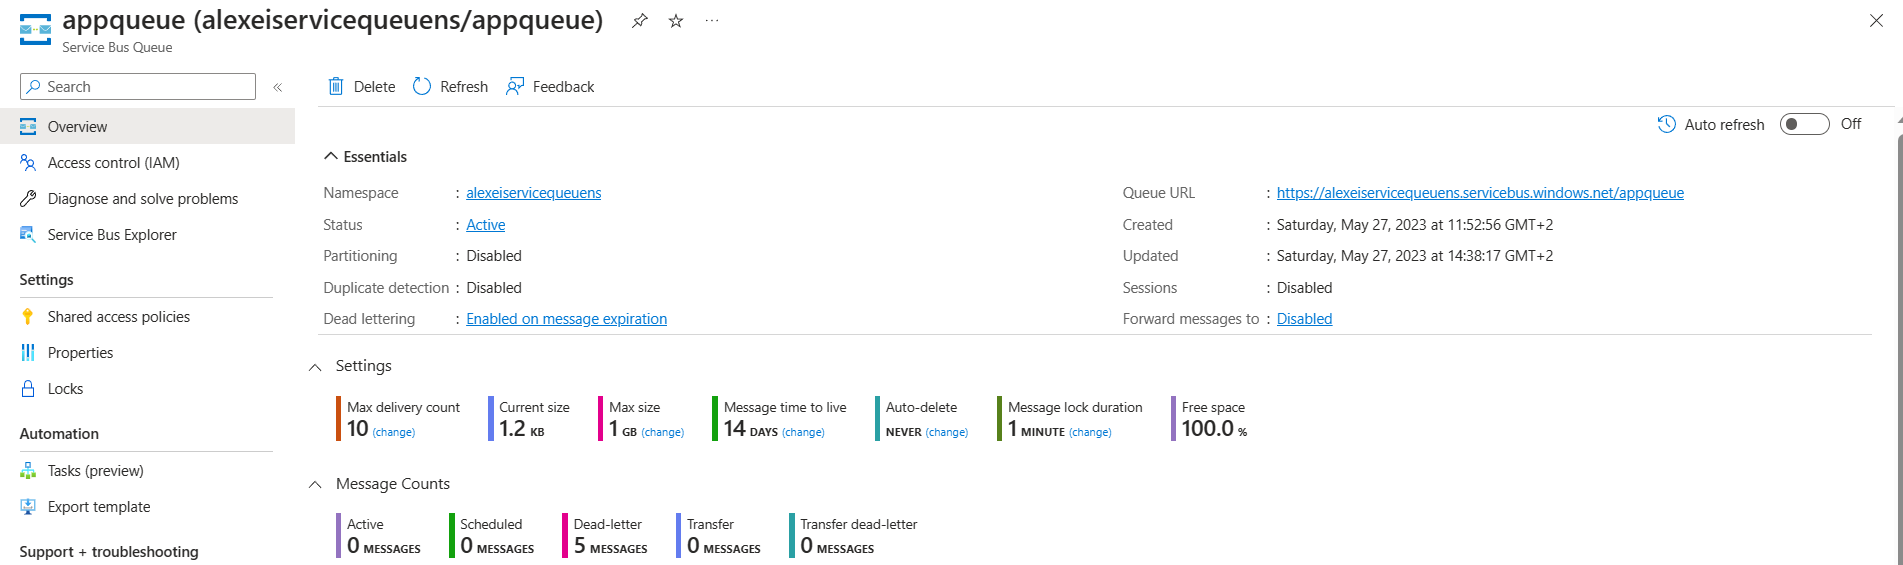 appqueue (alexeiservicequeuens/appqueue)
Service Bus Queue
Search
Overview
Access control (IAM)
Diagnose and solve problems
Service Bus Explorer
Settings
Shared access policies
Properties
Locks
Automation
Tasks (preview)
Export template
Support + troubleshooting
Delete Refresh Feedback
Auto refresh Off
Essentials
Namespace : alexeiservicequeuens
Status : Active
Partitioning : Disabled
Duplicate detection : Disabled
Dead lettering : Enabled on message expiration
Queue URL : https://alexeiservicequeuens.servicebus.windows.net/appqueue
Created : Saturday, May 27, 2023 at 11:52:56 GMT+2
Updated : Saturday, May 27, 2023 at 14:38:17 GMT+2
Sessions : Disabled
Forward messages to : Disabled
Settings
Max delivery count
10 (change)
Current size
1.2 KB
Max size
1 GB (change)
Message time to live
14 DAYS (change)
Auto-delete
NEVER (change)
Message lock duration
1 MINUTE (change)
Free space
100.0 %
Message Counts
Active
0 MESSAGES
Scheduled
0 MESSAGES
Dead-letter
5 MESSAGES
Transfer
0 MESSAGES
Transfer dead-letter
0 MESSAGES